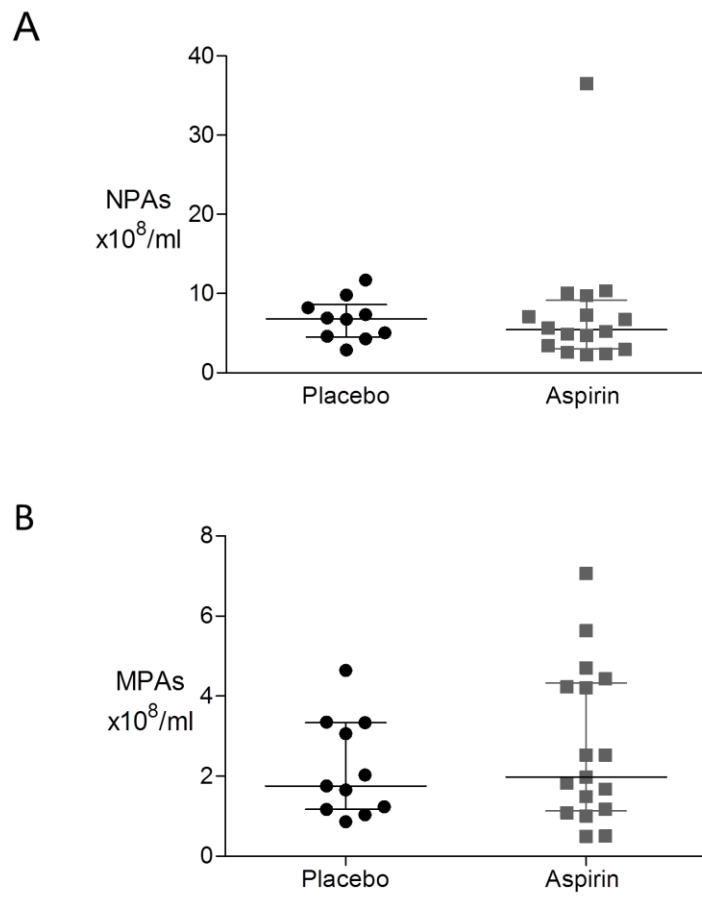 A
40
30
NPAs
20
x10⁸/ml
10
0
Placebo Aspirin
B
8
6
MPAs
4
x10⁸/ml
2
0
Placebo Aspirin